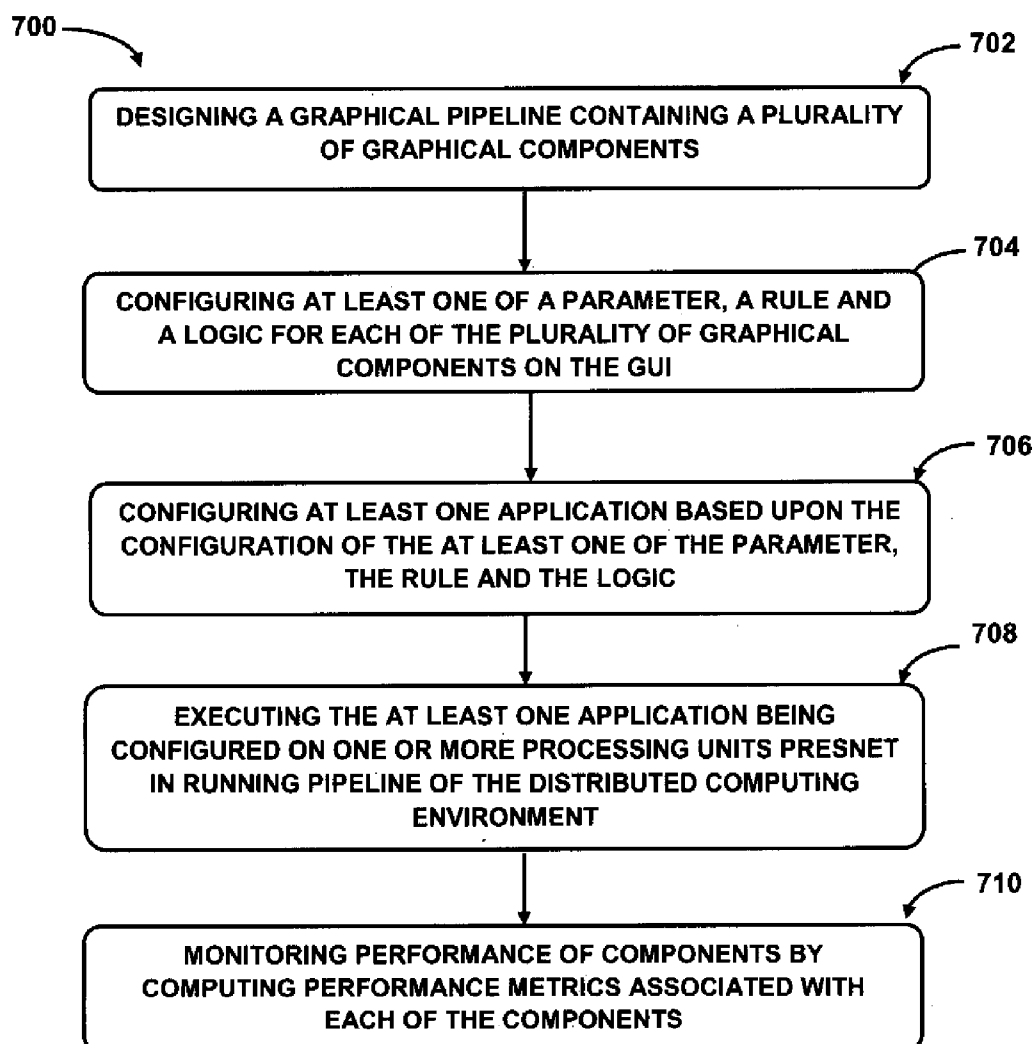 700
702
DESIGNING A GRAPHICAL PIPELINE CONTAINING A PLURALITY
OF GRAPHICAL COMPONENTS
704
CONFIGURING AT LEAST ONE OF A PARAMETER, A RULE AND
A LOGIC FOR EACH OF THE PLURALITY OF GRAPHICAL
COMPONENTS ON THE GUI
706
CONFIGURING AT LEAST ONE APPLICATION BASED UPON THE
CONFIGURATION OF THE AT LEAST ONE OF THE PARAMETER,
THE RULE AND THE LOGIC
708
EXECUTING THE AT LEAST ONE APPLICATION BEING
CONFIGURED ON ONE OR MORE PROCESSING UNITS PRESNET
IN RUNNING PIPELINE OF THE DISTRIBUTED COMPUTING
ENVIRONMENT
710
MONITORING PERFORMANCE OF COMPONENTS BY
COMPUTING PERFORMANCE METRICS ASSOCIATED WITH
EACH OF THE COMPONENTS